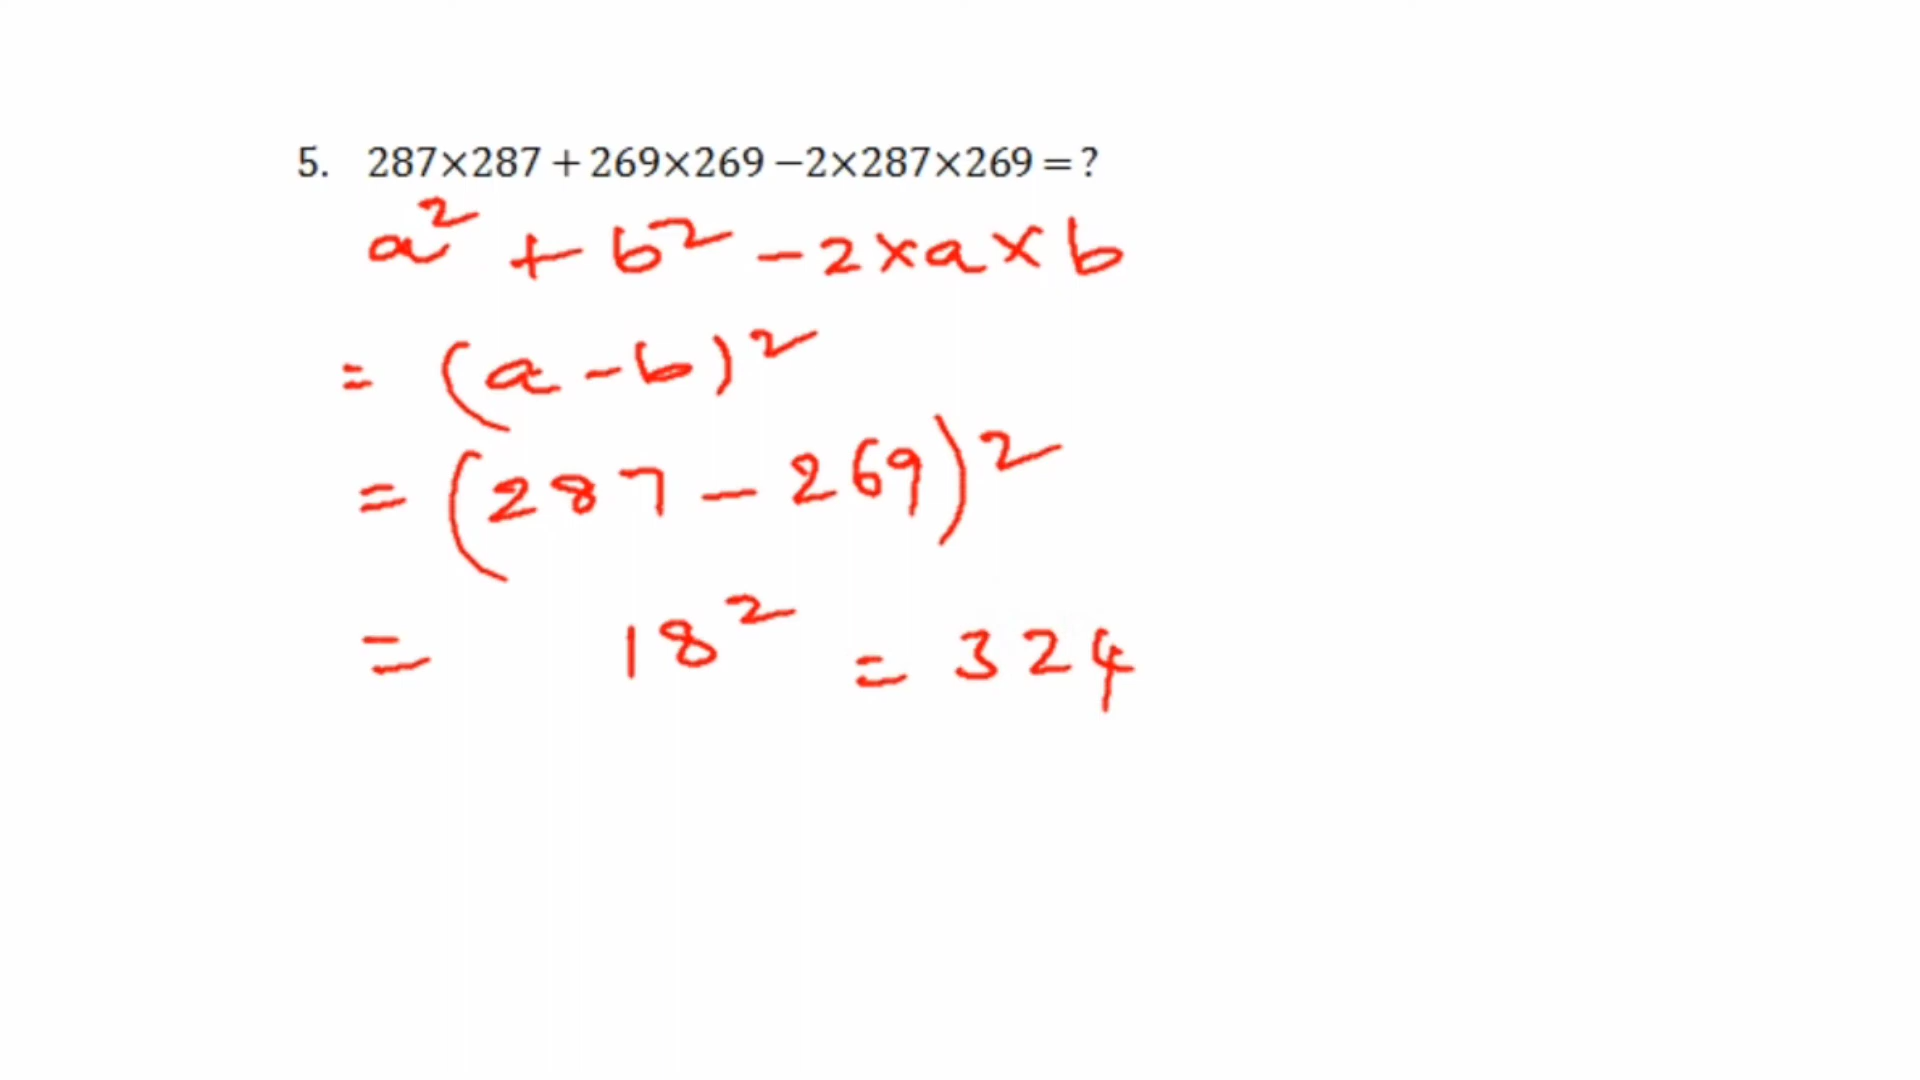 5. 287×287+269×269−2×287×269=?
a² + b² - 2×a×b
= (a - b)²
= (287 - 269)²
= 18² = 324